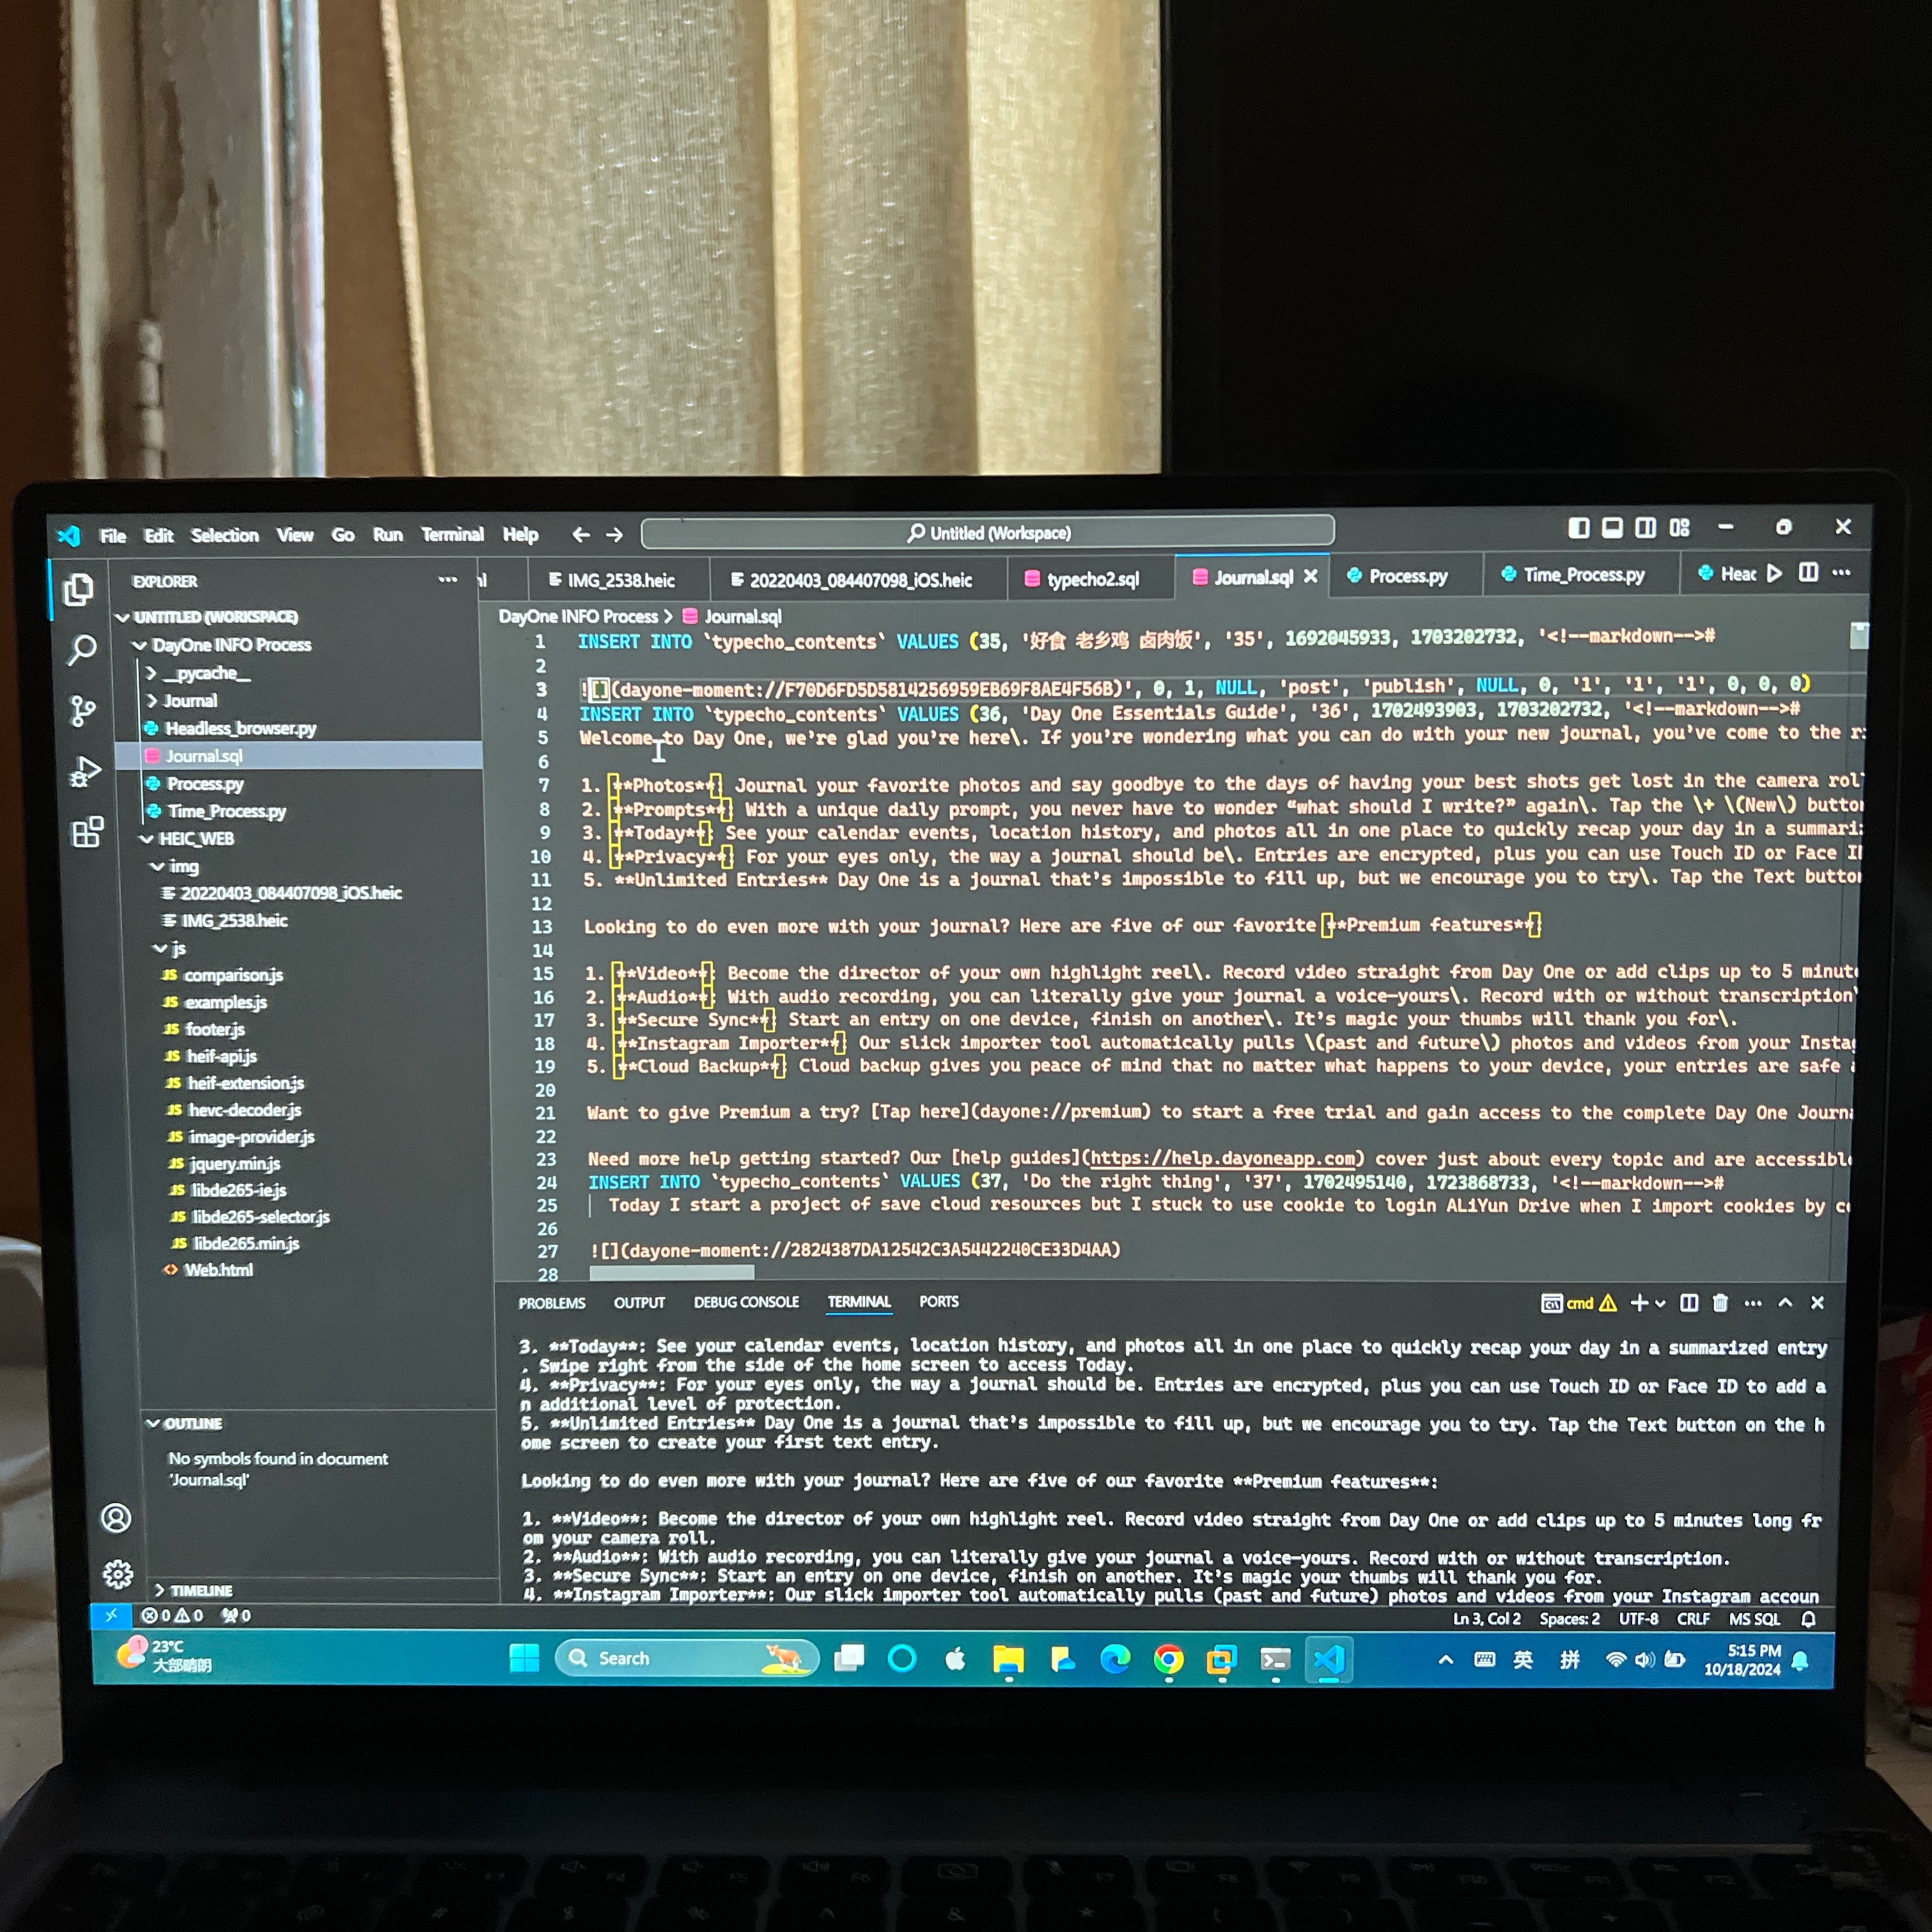 File Edit Selection View Go Run Terminal Help Untitled (Workspace)
EXPLORER
IMG_2538.heic 20220403_084407098_iOS.heic typecho2.sql Journal.sql Process.py Time_Process.py Heac
UNTITLED (WORKSPACE)
DayOne INFO Process
__pycache__
Journal
Headless_browser.py
Journal.sql
Process.py
Time_Process.py
HEIC_WEB
img
20220403_084407098_iOS.heic
IMG_2538.heic
js
comparison.js
examples.js
footer.js
heif-api.js
heif-extension.js
hevc-decoder.js
image-provider.js
jquery.min.js
libde265-ie.js
libde265-selector.js
libde265.min.js
Web.html
OUTLINE
No symbols found in document
'Journal.sql'
TIMELINE
DayOne INFO Process > Journal.sql
1 INSERT INTO `typecho_contents` VALUES (35, '好食 老乡鸡 卤肉饭', '35', 1692045933, 1703202732, '<!--markdown-->#
2
3 ![](dayone-moment://F70D6FD5D5814256959EB69F8AE4F56B)', 0, 1, NULL, 'post', 'publish', NULL, 0, '1', '1', '1', 0, 0, 0)
4 INSERT INTO `typecho_contents` VALUES (36, 'Day One Essentials Guide', '36', 1702493903, 1703202732, '<!--markdown-->#
5 Welcome to Day One, we're glad you're here\. If you're wondering what you can do with your new journal, you've come to the r
6
7 1. **Photos**: Journal your favorite photos and say goodbye to the days of having your best shots get lost in the camera rol
8 2. **Prompts**: With a unique daily prompt, you never have to wonder “what should I write?” again\. Tap the \+ \(New\) button
9 3. **Today**: See your calendar events, location history, and photos all in one place to quickly recap your day in a summari
10 4. **Privacy**: For your eyes only, the way a journal should be\. Entries are encrypted, plus you can use Touch ID or Face I
11 5. **Unlimited Entries** Day One is a journal that's impossible to fill up, but we encourage you to try\. Tap the Text button
12
13 Looking to do even more with your journal? Here are five of our favorite **Premium features**:
14
15 1. **Video**: Become the director of your own highlight reel\. Record video straight from Day One or add clips up to 5 minute
16 2. **Audio**: With audio recording, you can literally give your journal a voice—yours\. Record with or without transcription\
17 3. **Secure Sync**: Start an entry on one device, finish on another\. It's magic your thumbs will thank you for\.
18 4. **Instagram Importer**: Our slick importer tool automatically pulls \(past and future\) photos and videos from your Instag
19 5. **Cloud Backup**: Cloud backup gives you peace of mind that no matter what happens to your device, your entries are safe a
20
21 Want to give Premium a try? [Tap here](dayone://premium) to start a free trial and gain access to the complete Day One Journa
22
23 Need more help getting started? Our [help guides](https://help.dayoneapp.com) cover just about every topic and are accessible
24 INSERT INTO `typecho_contents` VALUES (37, 'Do the right thing', '37', 1702495140, 1723868733, '<!--markdown-->#
25 Today I start a project of save cloud resources but I stuck to use cookie to login ALiYun Drive when I import cookies by c
26
27 ![](dayone-moment://2824387DA12542C3A5442240CE33D4AA)
28
PROBLEMS OUTPUT DEBUG CONSOLE TERMINAL PORTS cmd
3. **Today**: See your calendar events, location history, and photos all in one place to quickly recap your day in a summarized entry
. Swipe right from the side of the home screen to access Today.
4. **Privacy**: For your eyes only, the way a journal should be. Entries are encrypted, plus you can use Touch ID or Face ID to add a
n additional level of protection.
5. **Unlimited Entries** Day One is a journal that's impossible to fill up, but we encourage you to try. Tap the Text button on the h
ome screen to create your first text entry.
Looking to do even more with your journal? Here are five of our favorite **Premium features**:
1. **Video**: Become the director of your own highlight reel. Record video straight from Day One or add clips up to 5 minutes long fr
om your camera roll.
2. **Audio**: With audio recording, you can literally give your journal a voice—yours. Record with or without transcription.
3. **Secure Sync**: Start an entry on one device, finish on another. It's magic your thumbs will thank you for.
4. **Instagram Importer**: Our slick importer tool automatically pulls (past and future) photos and videos from your Instagram accoun
0 0 0 Ln 3, Col 2 Spaces: 2 UTF-8 CRLF MS SQL
1 23°C
大部晴朗
Search
英 拼
5:15 PM
10/18/2024